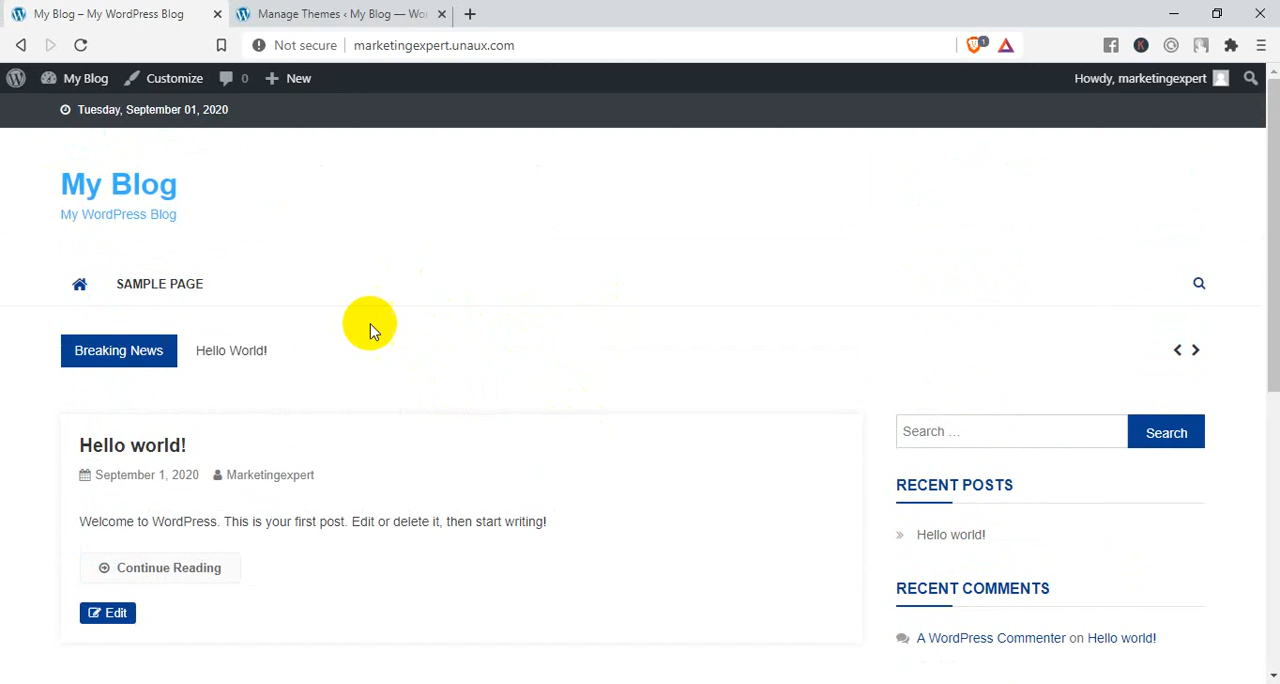 My Blog – My WordPress Blog
Manage Themes ‹ My Blog — Wo
Not secure
marketingexpert.unaux.com
1
K
My Blog
Customize
0
New
Howdy, marketingexpert
Tuesday, September 01, 2020
My Blog
My WordPress Blog
SAMPLE PAGE
Breaking News
Hello World!
Hello world!
September 1, 2020
Marketingexpert
Welcome to WordPress. This is your first post. Edit or delete it, then start writing!
Continue Reading
Edit
Search …
Search
RECENT POSTS
Hello world!
RECENT COMMENTS
A WordPress Commenter on Hello world!